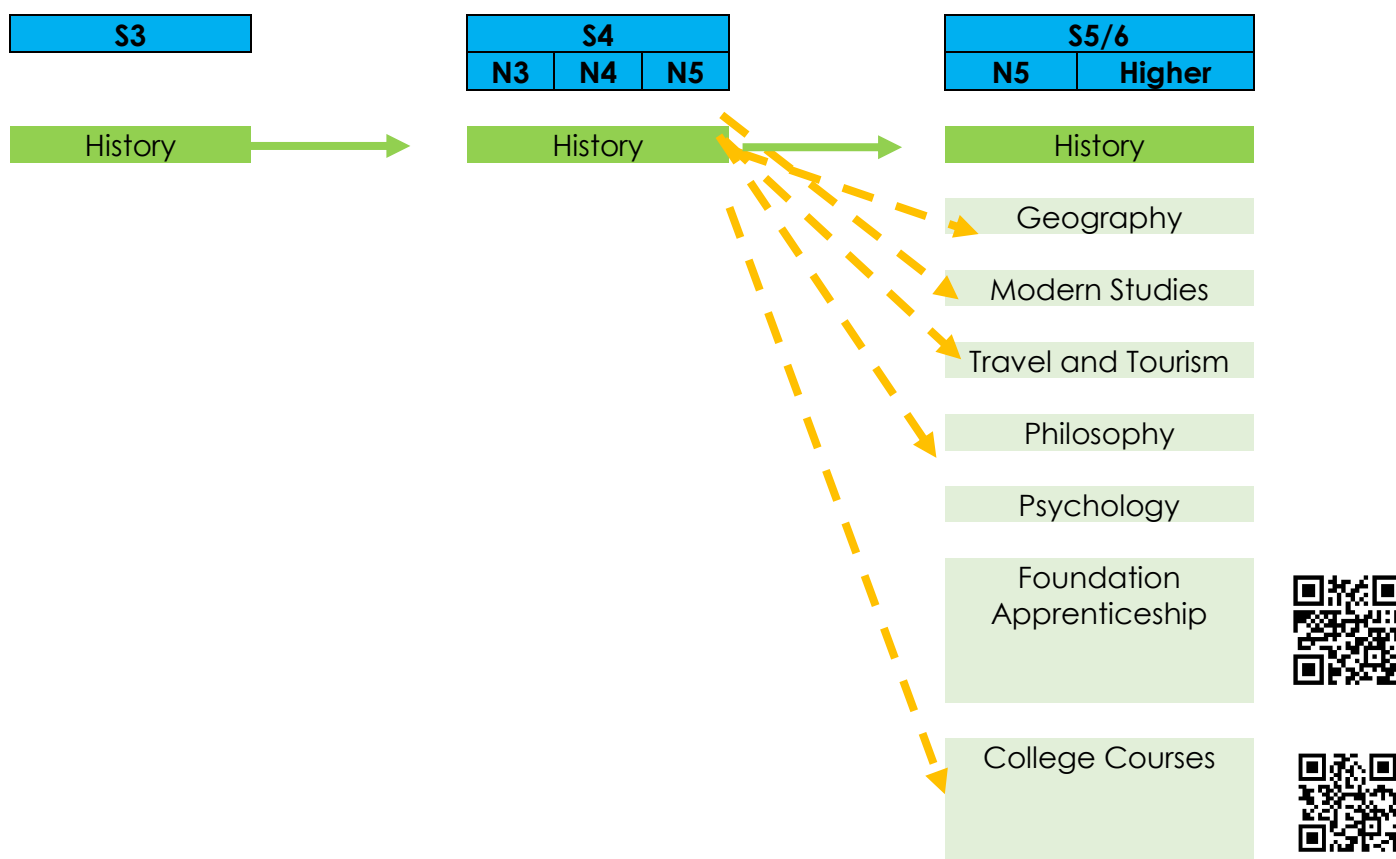 S3
S4
S5/6
N3 N4 N5
N5 Higher
History
History
History
Geography
Modern Studies
Travel and Tourism
Philosophy
Psychology
Foundation
Apprenticeship
College Courses